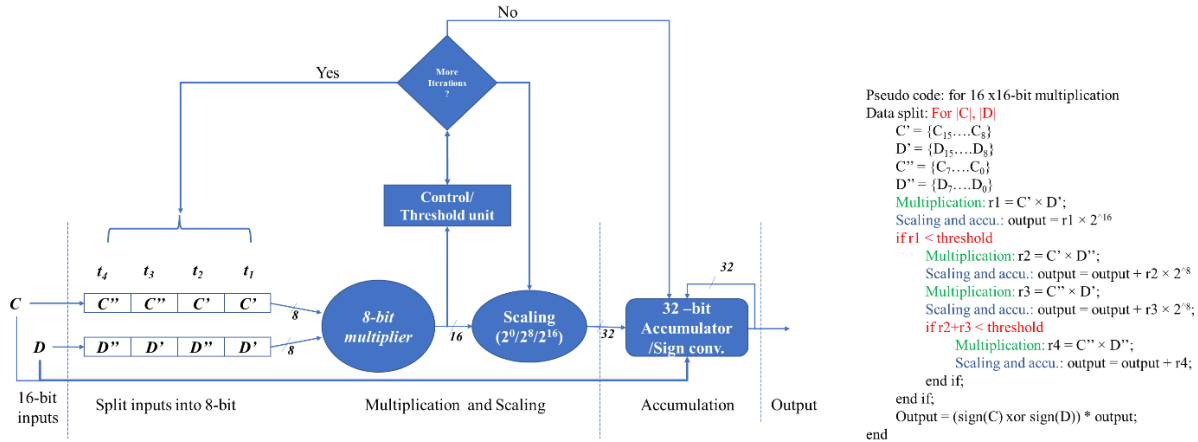 No
Yes
More
Iterations
?
Control/
Threshold unit
32
t4 t3 t2 t1
C C” C” C’ C’
8
8-bit
multiplier
16
Scaling
(2^0/2^8/2^16)
32
32 –bit
Accumulator
/Sign conv.
D D” D’ D” D’
8
16-bit
inputs
Split inputs into 8-bit
Multiplication and Scaling
Accumulation
Output
Pseudo code: for 16 x16-bit multiplication
Data split: For |C|, |D|
C’ = {C15….C8}
D’ = {D15….D8}
C’’ = {C7….C0}
D’’ = {D7….D0}
Multiplication: r1 = C’ × D’;
Scaling and accu.: output = r1 × 2^16
if r1 < threshold
Multiplication: r2 = C’ × D’’;
Scaling and accu.: output = output + r2 × 2^8
Multiplication: r3 = C’’ × D’;
Scaling and accu.: output = output + r3 × 2^8;
if r2+r3 < threshold
Multiplication: r4 = C’’ × D’’;
Scaling and accu.: output = output + r4;
end if;
end if;
Output = (sign(C) xor sign(D)) * output;
end